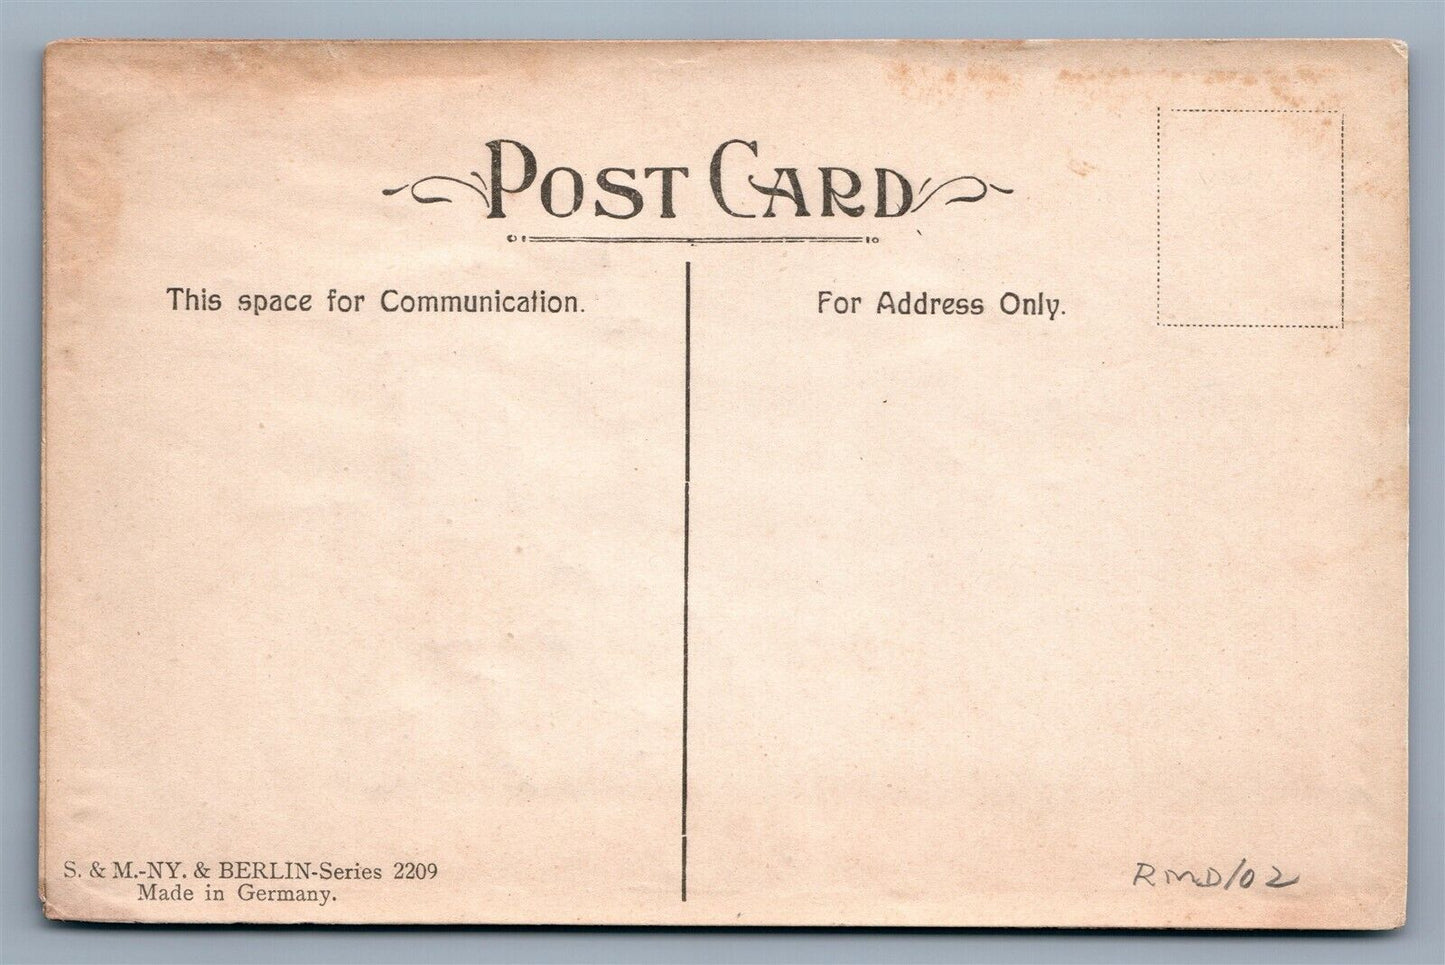 POST CARD
This space for Communication.
For Address Only.
S. & M.-NY. & BERLIN-Series 2209
Made in Germany.
RMD/02